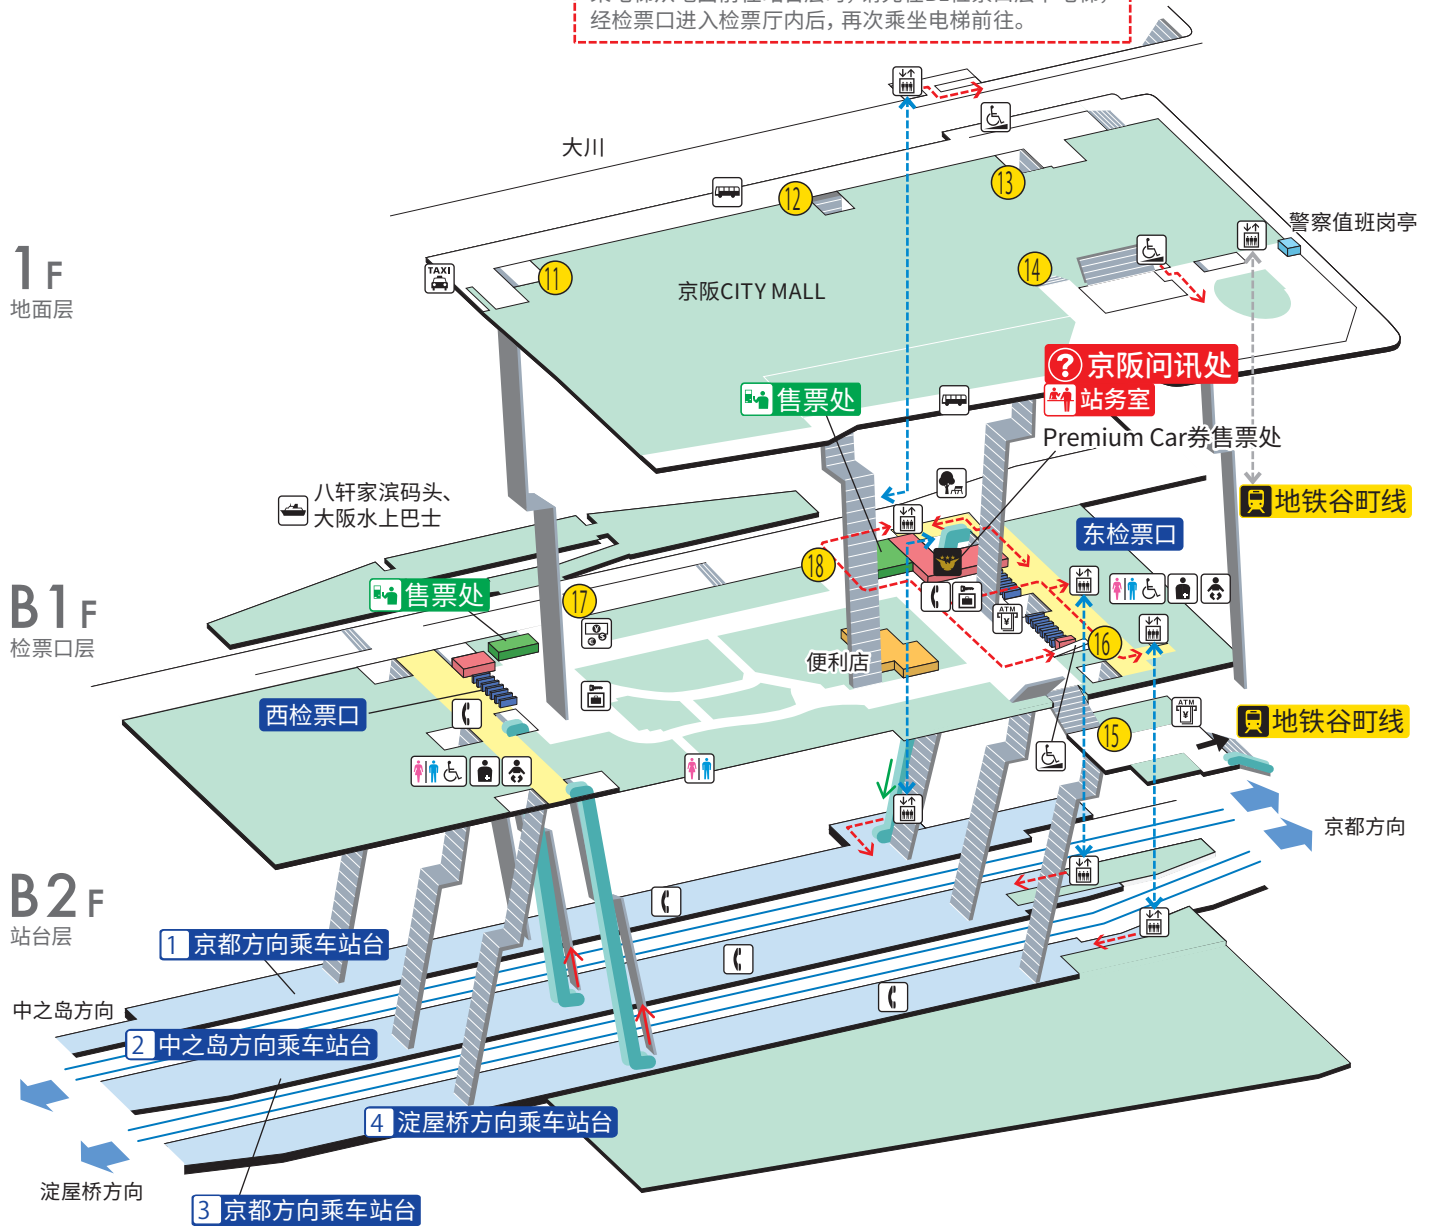 经检票口进入检票厅内后，再次乘坐电梯前往。
大川
13
12
警察值班岗亭
1F
地面层
TAXI
11
14
京阪CITY MALL
? 京阪问讯处
售票处
站务室
Premium Car券售票处
八轩家滨码头、
大阪水上巴士
地铁谷町线
东检票口
B1F
检票口层
售票处
17
18
ATM
¥
16
便利店
西检票口
ATM
¥
地铁谷町线
15
京都方向
B2F
站台层
1 京都方向乘车站台
中之岛方向
2 中之岛方向乘车站台
4 淀屋桥方向乘车站台
淀屋桥方向
3 京都方向乘车站台